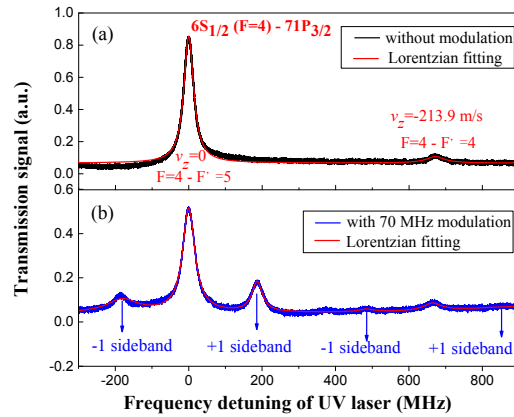 (a)
6S1/2 (F=4) - 71P3/2
without modulation
Lorentzian fitting
1.0
0.8
0.6
0.4
0.2
0.0
vz=-213.9 m/s
F=4 - F' =4
vz=0
F=4 - F' =5
Transmission signal (a.u.)
0.6
(b)
with 70 MHz modulation
Lorentzian fitting
0.4
0.2
0.0
-0.2
-1 sideband
+1 sideband
-1 sideband
+1 sideband
-200 0 200 400 600 800
Frequency detuning of UV laser (MHz)